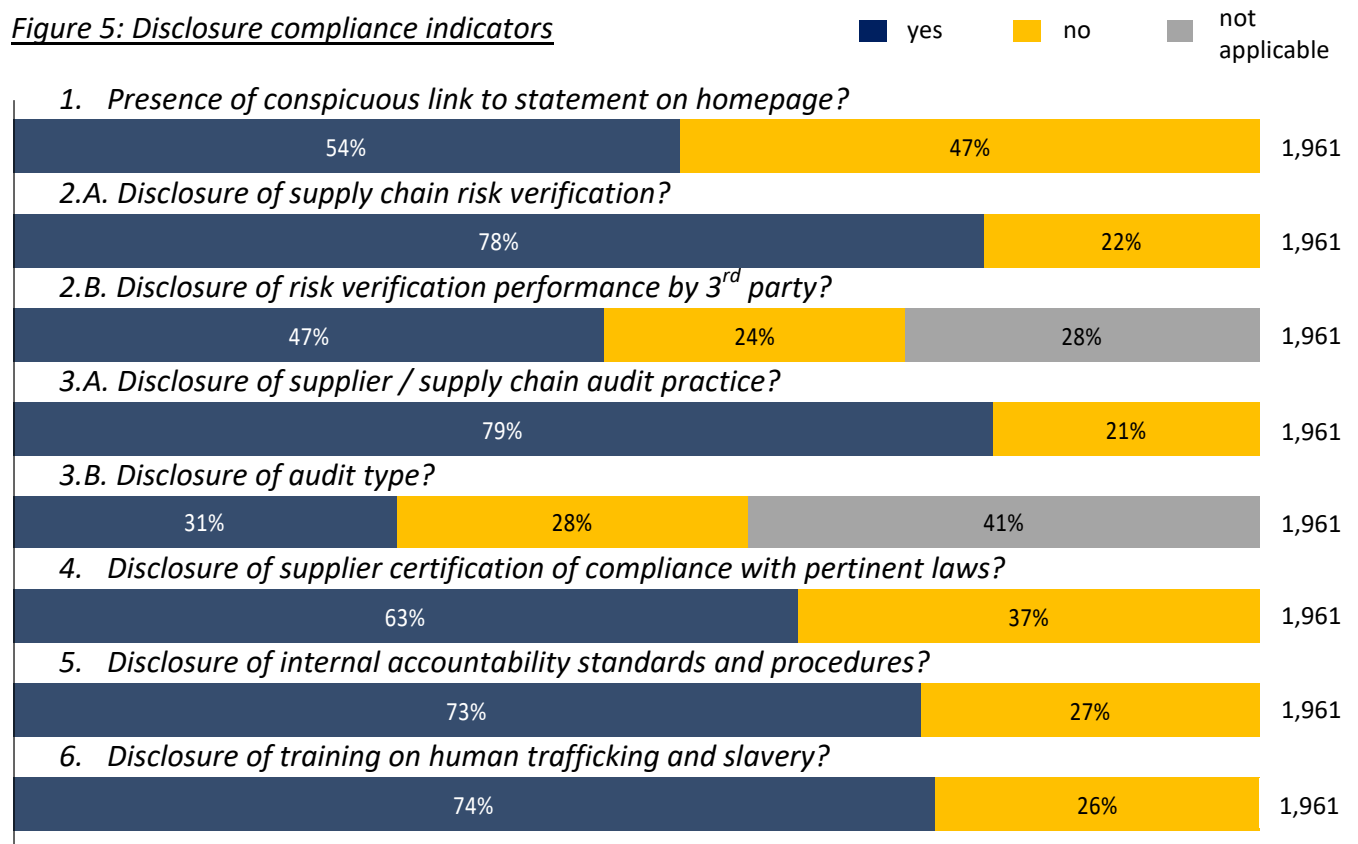 Figure 5: Disclosure compliance indicators
yes
no
not
applicable
1. Presence of conspicuous link to statement on homepage?
54% 47% 1,961
2.A. Disclosure of supply chain risk verification?
78% 22% 1,961
2.B. Disclosure of risk verification performance by 3rd party?
47% 24% 28% 1,961
3.A. Disclosure of supplier / supply chain audit practice?
79% 21% 1,961
3.B. Disclosure of audit type?
31% 28% 41% 1,961
4. Disclosure of supplier certification of compliance with pertinent laws?
63% 37% 1,961
5. Disclosure of internal accountability standards and procedures?
73% 27% 1,961
6. Disclosure of training on human trafficking and slavery?
74% 26% 1,961